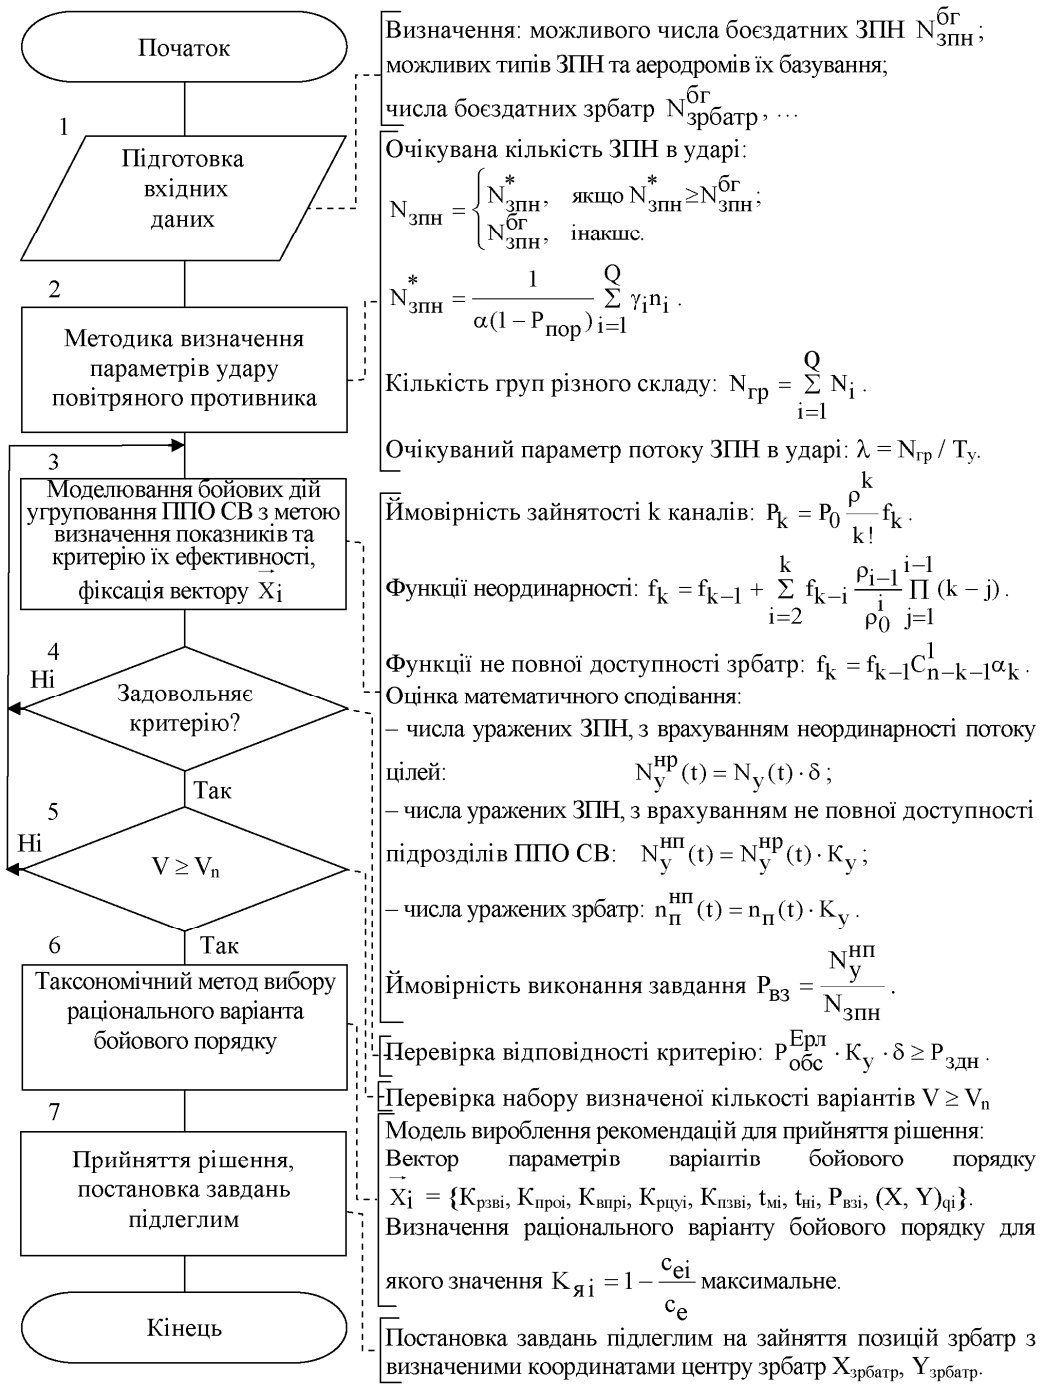 Початок
1
Підготовка
вхідних
даних
2
Методика визначення
параметрів удару
повітряного противника
3
Моделювання бойових дій
угруповання ППО СВ з метою
визначення показників та
критерію їх ефективності,
фіксація вектору X⃗i
4
Ні
Задовольняє
критерію?
Так
5
Ні
V ≥ Vn
Так
6
Таксономічний метод вибору
раціонального варіанта
бойового порядку
7
Прийняття рішення,
постановка завдань
підлеглим
Кінець
Визначення: можливого числа боєздатних ЗПН N_зпн^бг ;
можливих типів ЗПН та аеродромів їх базування;
числа боєздатних зрбатр N_зрбатр^бг , …
Очікувана кількість ЗПН в ударі:
N_зпн = { N*_зпн, якщо N*_зпн ≥ N_зпн^бг ;
N_зпн^бг, інакше.
N*_зпн = 1 / α(1 − P_пор) Σ_{i=1}^{Q} γ_i n_i .
Кількість груп різного складу: N_гр = Σ_{i=1}^{Q} N_i .
Очікуваний параметр потоку ЗПН в ударі: λ = N_гр / T_у.
Ймовірність зайнятості k каналів: P_k = P_0 ρ^k / k! f_k .
Функції неординарності: f_k = f_{k−1} + Σ_{i=2}^{k} f_{k−i} ρ_{i−1} / ρ_0^i Π_{j=1}^{i−1} (k − j) .
Функції не повної доступності зрбатр: f_k = f_{k−1} C_{n−k−1}^1 α_k .
Оцінка математичного сподівання:
– числа уражених ЗПН, з врахуванням неординарності потоку
цілей: N_у^нр (t) = N_у (t) · δ ;
– числа уражених ЗПН, з врахуванням не повної доступності
підрозділів ППО СВ: N_у^нп (t) = N_у^нр (t) · К_у ;
– числа уражених зрбатр: n_п^нп (t) = n_п (t) · К_у .
Ймовірність виконання завдання P_вз = N_у^нп / N_зпн .
Перевірка відповідності критерію: P_обс^Ерл · К_у · δ ≥ P_здн .
Перевірка набору визначеної кількості варіантів V ≥ Vn
Модель вироблення рекомендацій для прийняття рішення:
Вектор параметрів варіантів бойового порядку
X⃗i = {К_рзві, К_проі, К_впрі, К_рцуі, К_пзві, t_мі, t_ні, P_взі, (X, Y)_qi}.
Визначення раціонального варіанту бойового порядку для
якого значення К_яi = 1 − c_ei / c_e максимальне.
Постановка завдань підлеглим на зайняття позицій зрбатр з
визначеними координатами центру зрбатр X_зрбатр, Y_зрбатр.